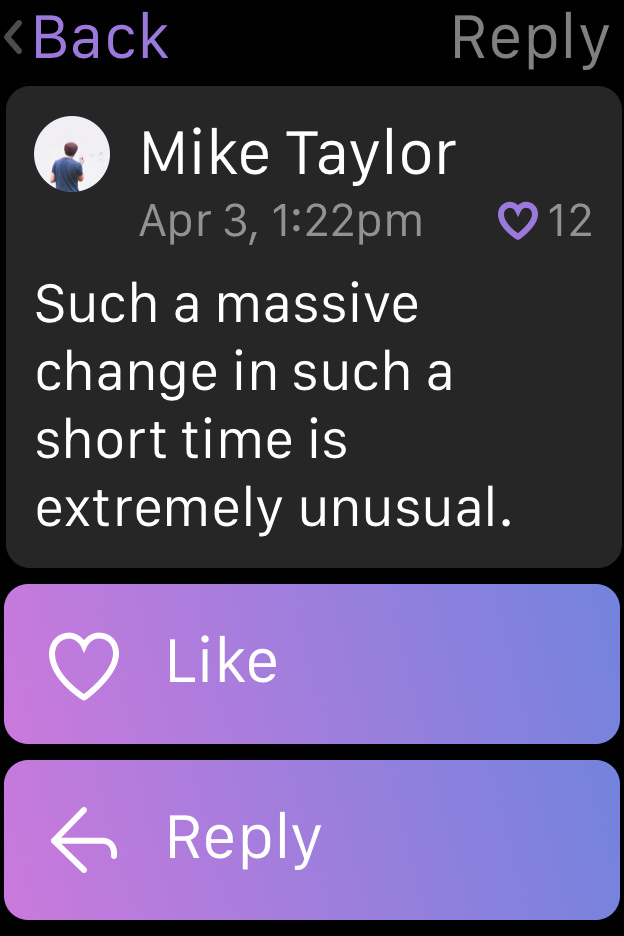 Back Reply
Mike Taylor
Apr 3, 1:22pm 12
Such a massive
change in such a
short time is
extremely unusual.
Like
Reply